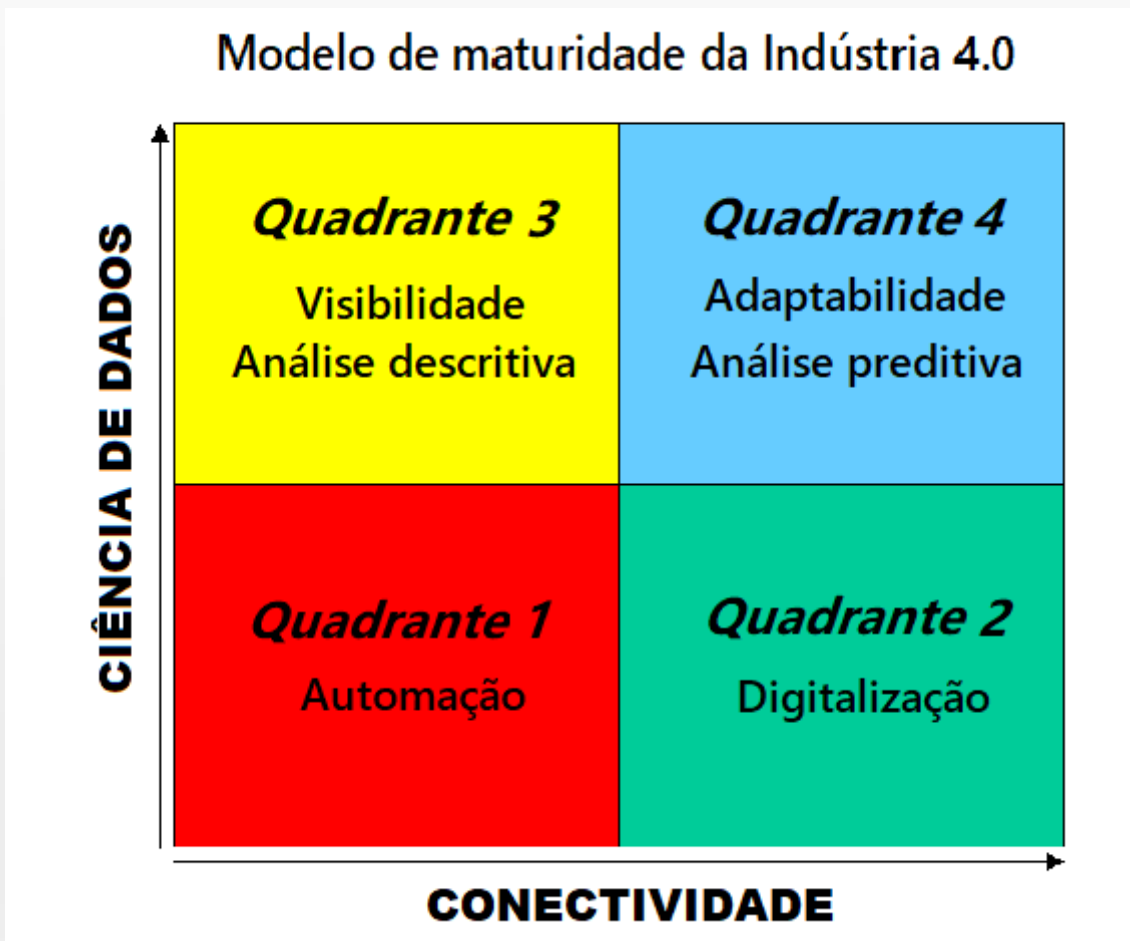 Modelo de maturidade da Indústria 4.0
CIÊNCIA DE DADOS
Quadrante 3
Visibilidade
Análise descritiva
Quadrante 4
Adaptabilidade
Análise preditiva
Quadrante 1
Automação
Quadrante 2
Digitalização
CONECTIVIDADE